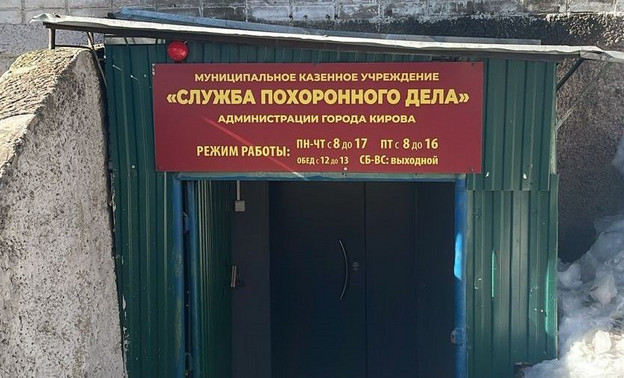 МУНИЦИПАЛЬНОЕ КАЗЕННОЕ УЧРЕЖДЕНИЕ
«СЛУЖБА ПОХОРОННОГО ДЕЛА»
АДМИНИСТРАЦИИ ГОРОДА КИРОВА
РЕЖИМ РАБОТЫ: ПН-ЧТ с 8 до 17 ПТ с 8 до 16
ОБЕД с 12 до 13 СБ-ВС: выходной